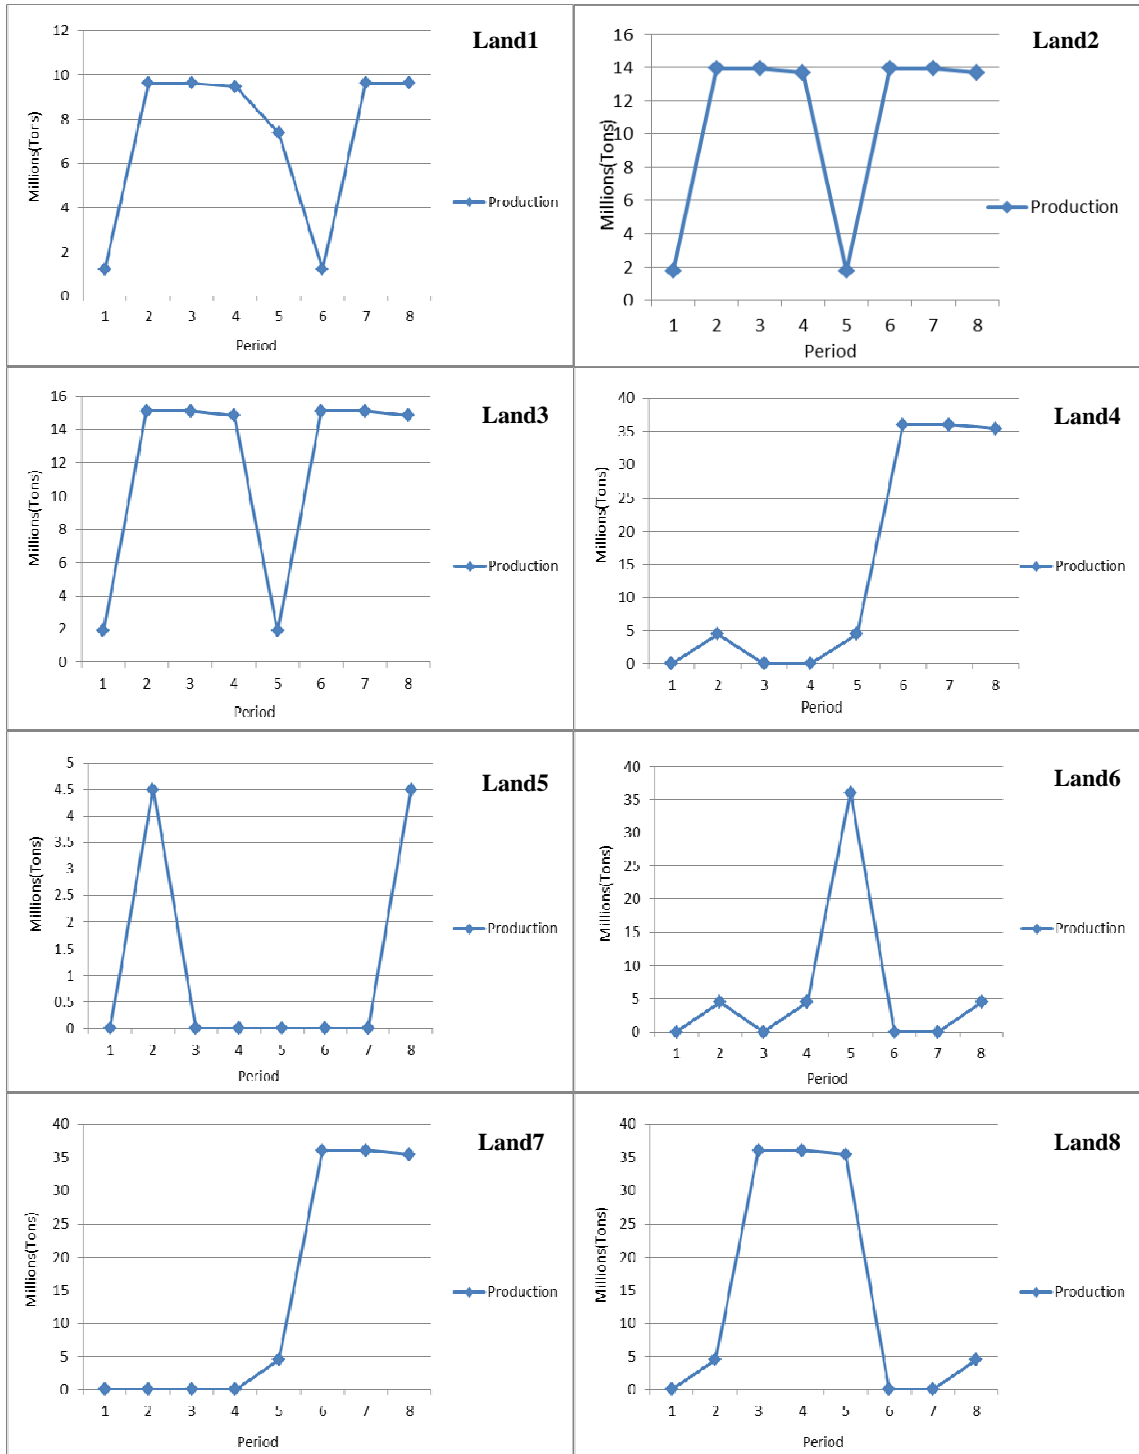 Land1
12
10
8
6
4
2
0
Millions(Tons)
1 2 3 4 5 6 7 8
Period
Production
Land2
16
14
12
10
8
6
4
2
0
Millions(Tons)
1 2 3 4 5 6 7 8
Period
Production
Land3
16
14
12
10
8
6
4
2
0
Millions(Tons)
1 2 3 4 5 6 7 8
Period
Production
Land4
40
35
30
25
20
15
10
5
0
Millions(Tons)
1 2 3 4 5 6 7 8
Period
Production
Land5
5
4.5
4
3.5
3
2.5
2
1.5
1
0.5
0
Millions(Tons)
1 2 3 4 5 6 7 8
Period
Production
Land6
40
35
30
25
20
15
10
5
0
Millions(Tons)
1 2 3 4 5 6 7 8
Period
Production
Land7
40
35
30
25
20
15
10
5
0
Millions(Tons)
1 2 3 4 5 6 7 8
Period
Production
Land8
40
35
30
25
20
15
10
5
0
Millions(Tons)
1 2 3 4 5 6 7 8
Period
Production